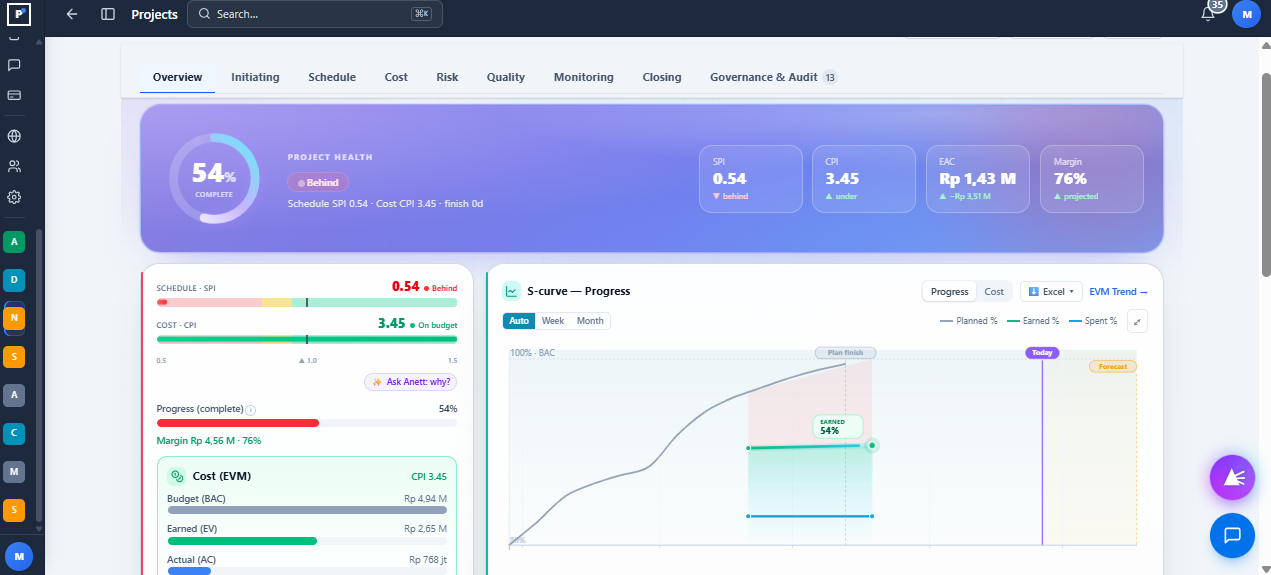 P
Projects
Search...
⌘K
35
M
Overview
Initiating
Schedule
Cost
Risk
Quality
Monitoring
Closing
Governance & Audit 13
54%
COMPLETE
PROJECT HEALTH
Behind
Schedule SPI 0.54 · Cost CPI 3.45 · finish 0d
SPI
0.54
▼ behind
CPI
3.45
▲ under
EAC
Rp 1,43 M
▲ −Rp 3,51 M
Margin
76%
▲ projected
A
D
N
S
A
C
M
S
M
SCHEDULE · SPI
0.54 Behind
COST · CPI
3.45 On budget
0.5
▲ 1.0
1.5
Ask Anett: why?
Progress (complete) i
54%
Margin Rp 4,56 M · 76%
Cost (EVM)
CPI 3.45
Budget (BAC)
Rp 4,94 M
Earned (EV)
Rp 2,65 M
Actual (AC)
Rp 768 jt
S-curve — Progress
Progress
Cost
Excel ▾
EVM Trend →
Auto
Week
Month
Planned %
Earned %
Spent %
100% · BAC
Plan finish
Today
Forecast
EARNED
54%